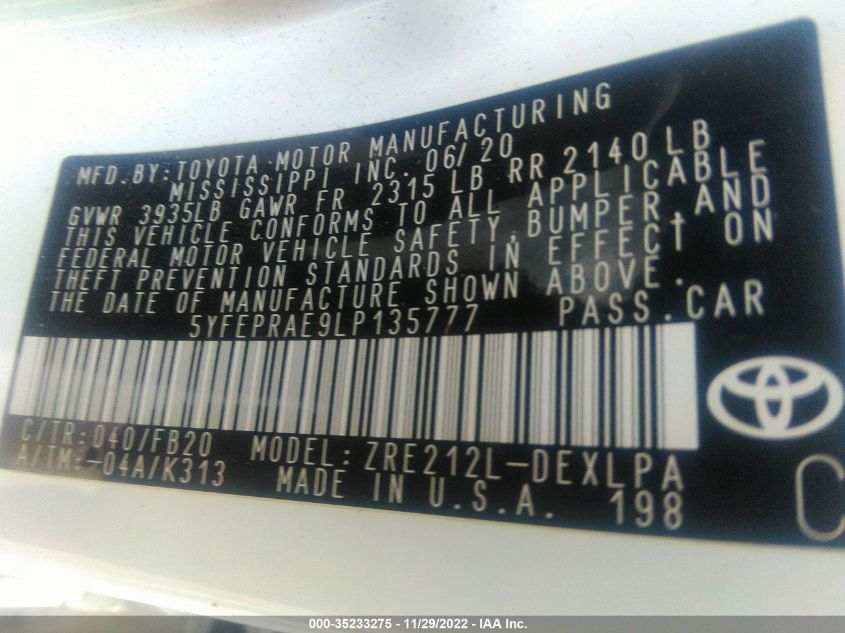 MFD. BY: TOYOTA MOTOR MANUFACTURING
MISSISSIPPI INC. 06/20
GVWR 3935LB GAWR FR 2315 LB RR 2140 LB
THIS VEHICLE CONFORMS TO ALL APPLICABLE
FEDERAL MOTOR VEHICLE SAFETY, BUMPER, AND
THEFT PREVENTION STANDARDS IN EFFECT ON
THE DATE OF MANUFACTURE SHOWN ABOVE.
5YFEPRAE9LP135777 PASS. CAR
C/TR: 040/FB20 MODEL: ZRE212L-DEXLPA
A/TM: -04A/K313 MADE IN U.S.A. 198
C
000-35233275 - 11/29/2022 - IAA Inc.